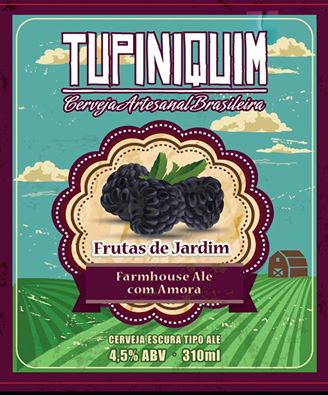 TUPINIQUIM
Cerveja Artesanal Brasileira
Frutas de Jardim
Farmhouse Ale
com Amora
CERVEJA ESCURA TIPO ALE
4,5% ABV · 310ml